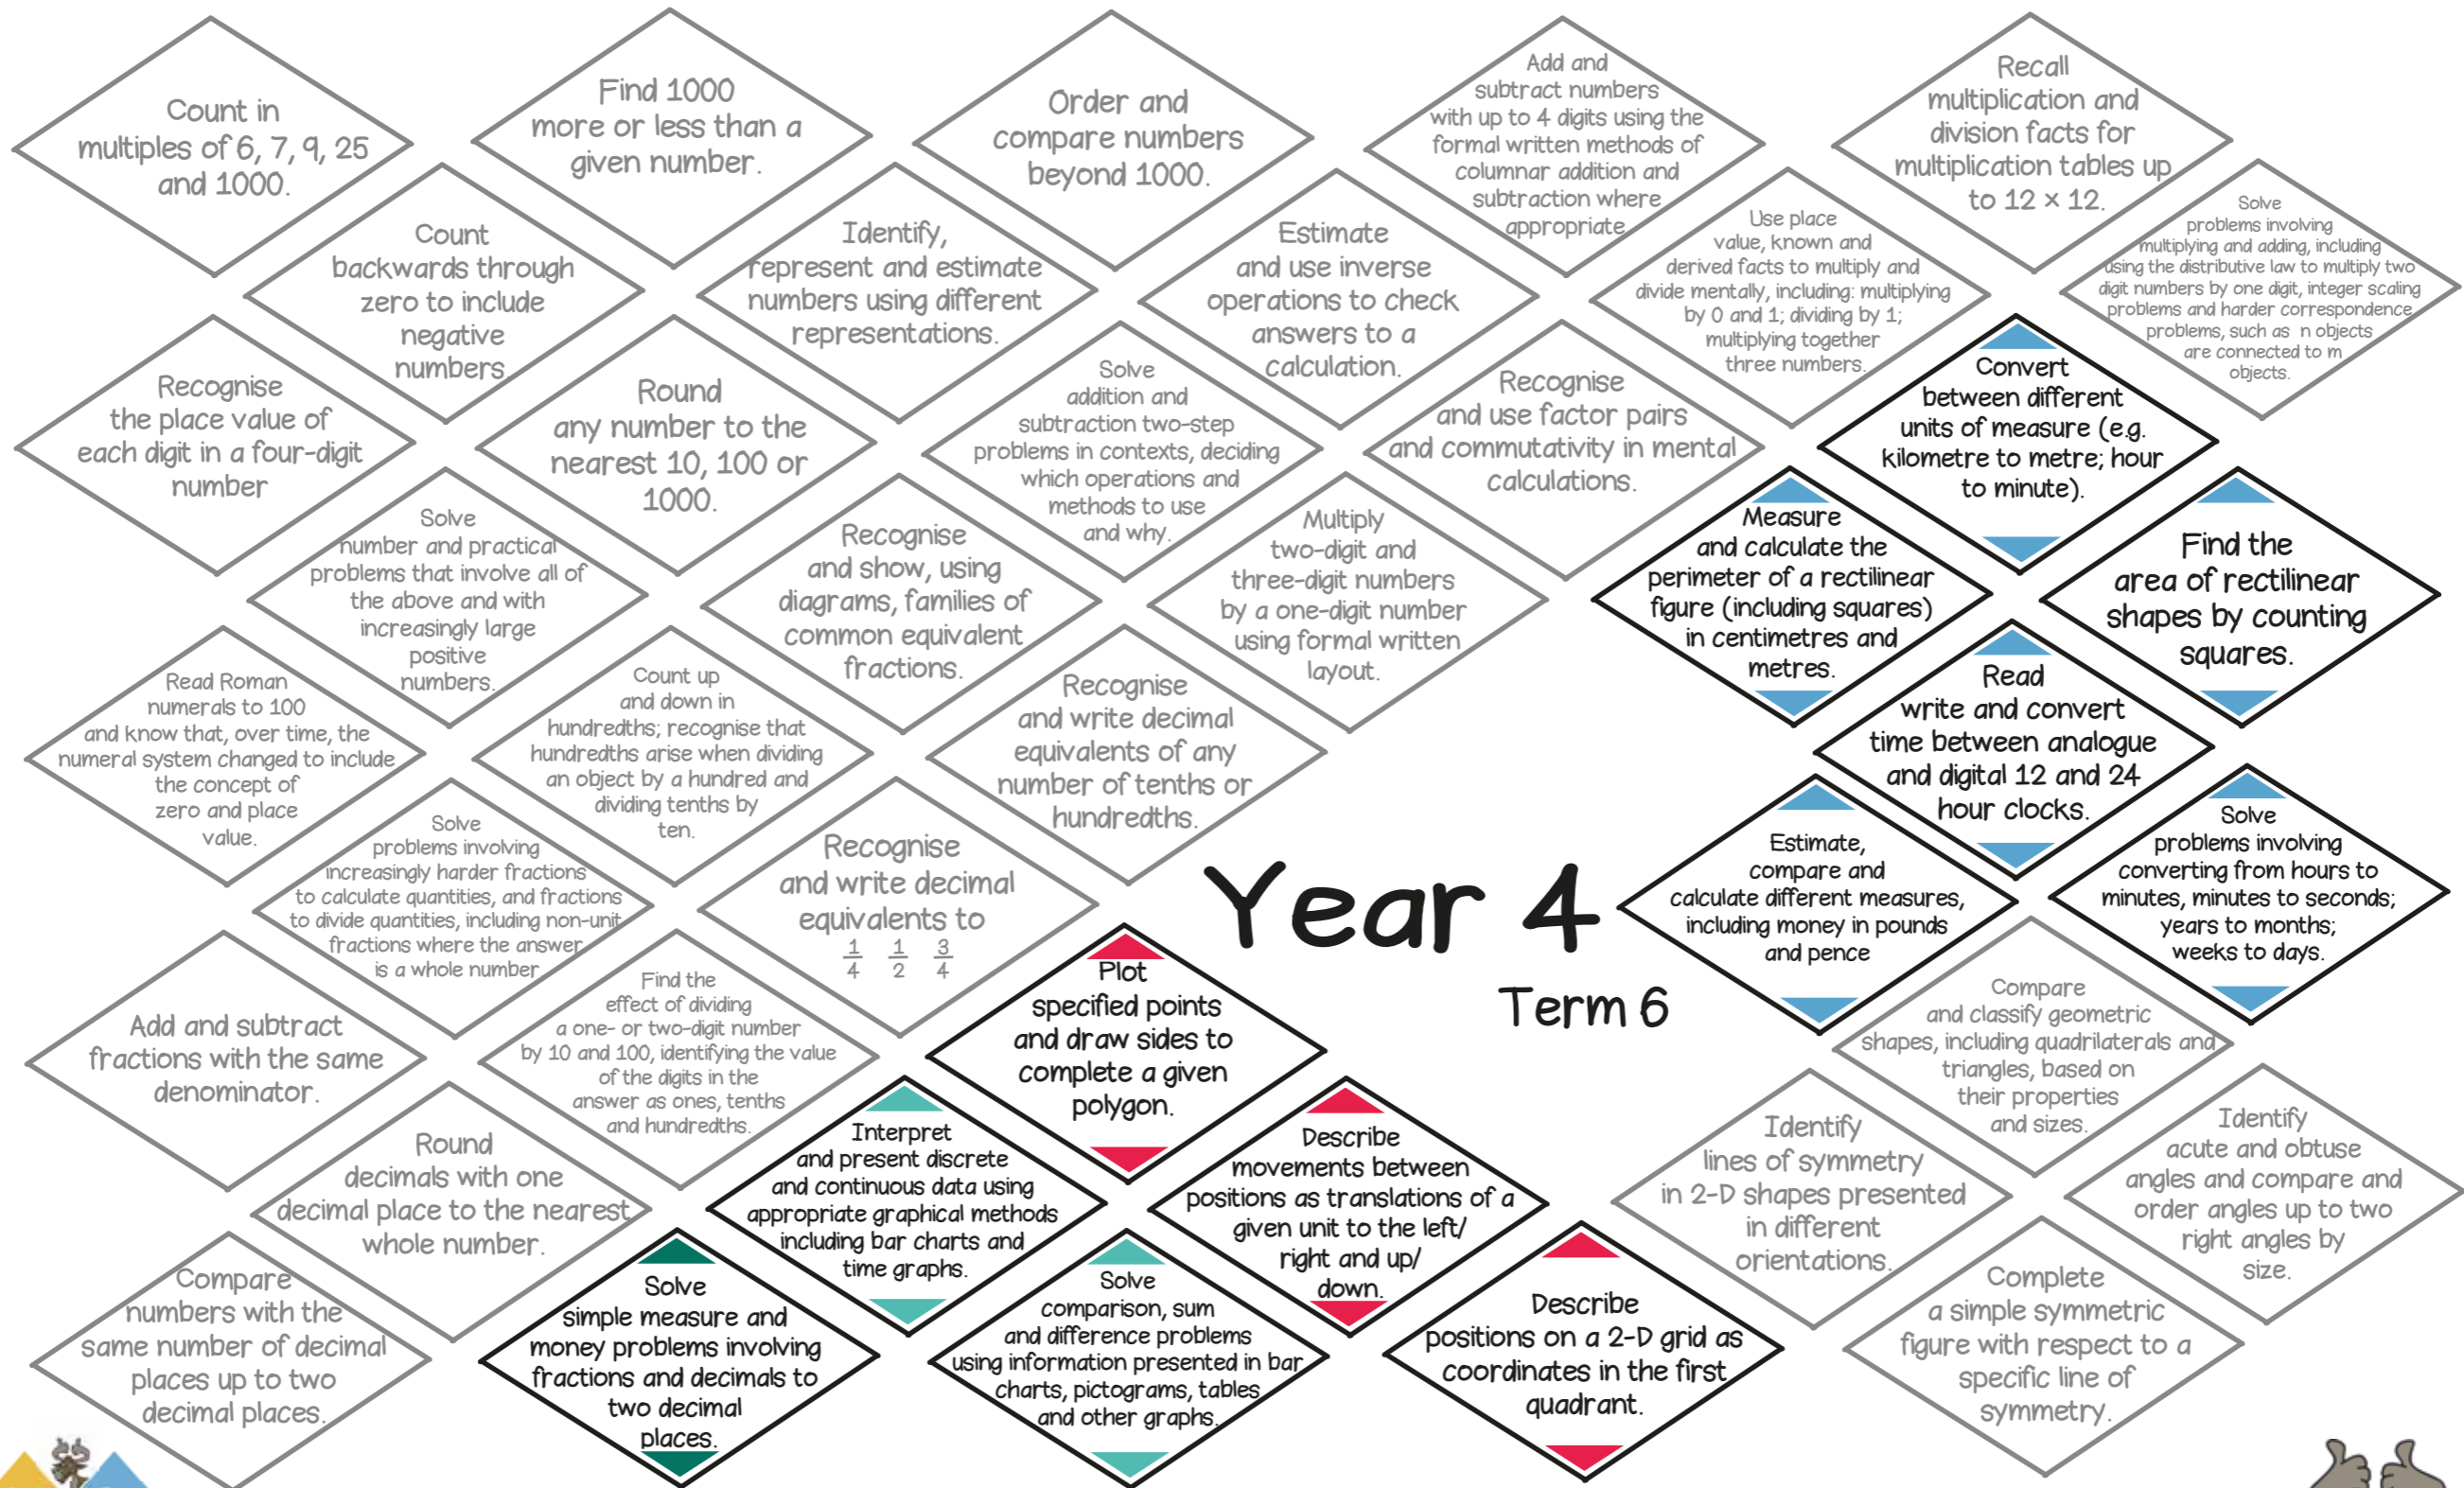 Count in
multiples of 6, 7, 9, 25
and 1000.
Find 1000
more or less than a
given number.
Order and
compare numbers
beyond 1000.
Add and
subtract numbers
with up to 4 digits using the
formal written methods of
columnar addition and
subtraction where
appropriate
Recall
multiplication and
division facts for
multiplication tables up
to 12 × 12.
Count
backwards through
zero to include
negative
numbers
Identify,
represent and estimate
numbers using different
representations.
Estimate
and use inverse
operations to check
answers to a
calculation.
Use place
value, known and
derived facts to multiply and
divide mentally, including: multiplying
by 0 and 1; dividing by 1;
multiplying together
three numbers.
Solve
problems involving
multiplying and adding, including
using the distributive law to multiply two
digit numbers by one digit, integer scaling
problems and harder correspondence
problems, such as n objects
are connected to m
objects.
Recognise
the place value of
each digit in a four-digit
number
Round
any number to the
nearest 10, 100 or
1000.
Solve
addition and
subtraction two-step
problems in contexts, deciding
which operations and
methods to use
and why.
Recognise
and use factor pairs
and commutativity in mental
calculations.
Convert
between different
units of measure (e.g.
kilometre to metre; hour
to minute).
Solve
number and practical
problems that involve all of
the above and with
increasingly large
positive
numbers.
Recognise
and show, using
diagrams, families of
common equivalent
fractions.
Multiply
two-digit and
three-digit numbers
by a one-digit number
using formal written
layout.
Measure
and calculate the
perimeter of a rectilinear
figure (including squares)
in centimetres and
metres.
Find the
area of rectilinear
shapes by counting
squares.
Read Roman
numerals to 100
and know that, over time, the
numeral system changed to include
the concept of
zero and place
value.
Count up
and down in
hundredths; recognise that
hundredths arise when dividing
an object by a hundred and
dividing tenths by
ten.
Recognise
and write decimal
equivalents of any
number of tenths or
hundredths.
Read
write and convert
time between analogue
and digital 12 and 24
hour clocks.
Solve
problems involving
increasingly harder fractions
to calculate quantities, and fractions
to divide quantities, including non-unit
fractions where the answer
is a whole number
Recognise
and write decimal
equivalents to
1/4 1/2 3/4
Year 4
Term 6
Estimate,
compare and
calculate different measures,
including money in pounds
and pence
Solve
problems involving
converting from hours to
minutes, minutes to seconds;
years to months;
weeks to days.
Add and subtract
fractions with the same
denominator.
Find the
effect of dividing
a one- or two-digit number
by 10 and 100, identifying the value
of the digits in the
answer as ones, tenths
and hundredths.
Plot
specified points
and draw sides to
complete a given
polygon.
Compare
and classify geometric
shapes, including quadrilaterals and
triangles, based on
their properties
and sizes.
Round
decimals with one
decimal place to the nearest
whole number.
Interpret
and present discrete
and continuous data using
appropriate graphical methods
including bar charts and
time graphs.
Describe
movements between
positions as translations of a
given unit to the left/
right and up/
down.
Identify
lines of symmetry
in 2-D shapes presented
in different
orientations.
Identify
acute and obtuse
angles and compare and
order angles up to two
right angles by
size.
Compare
numbers with the
same number of decimal
places up to two
decimal places.
Solve
simple measure and
money problems involving
fractions and decimals to
two decimal
places.
Solve
comparison, sum
and difference problems
using information presented in bar
charts, pictograms, tables
and other graphs.
Describe
positions on a 2-D grid as
coordinates in the first
quadrant.
Complete
a simple symmetric
figure with respect to a
specific line of
symmetry.